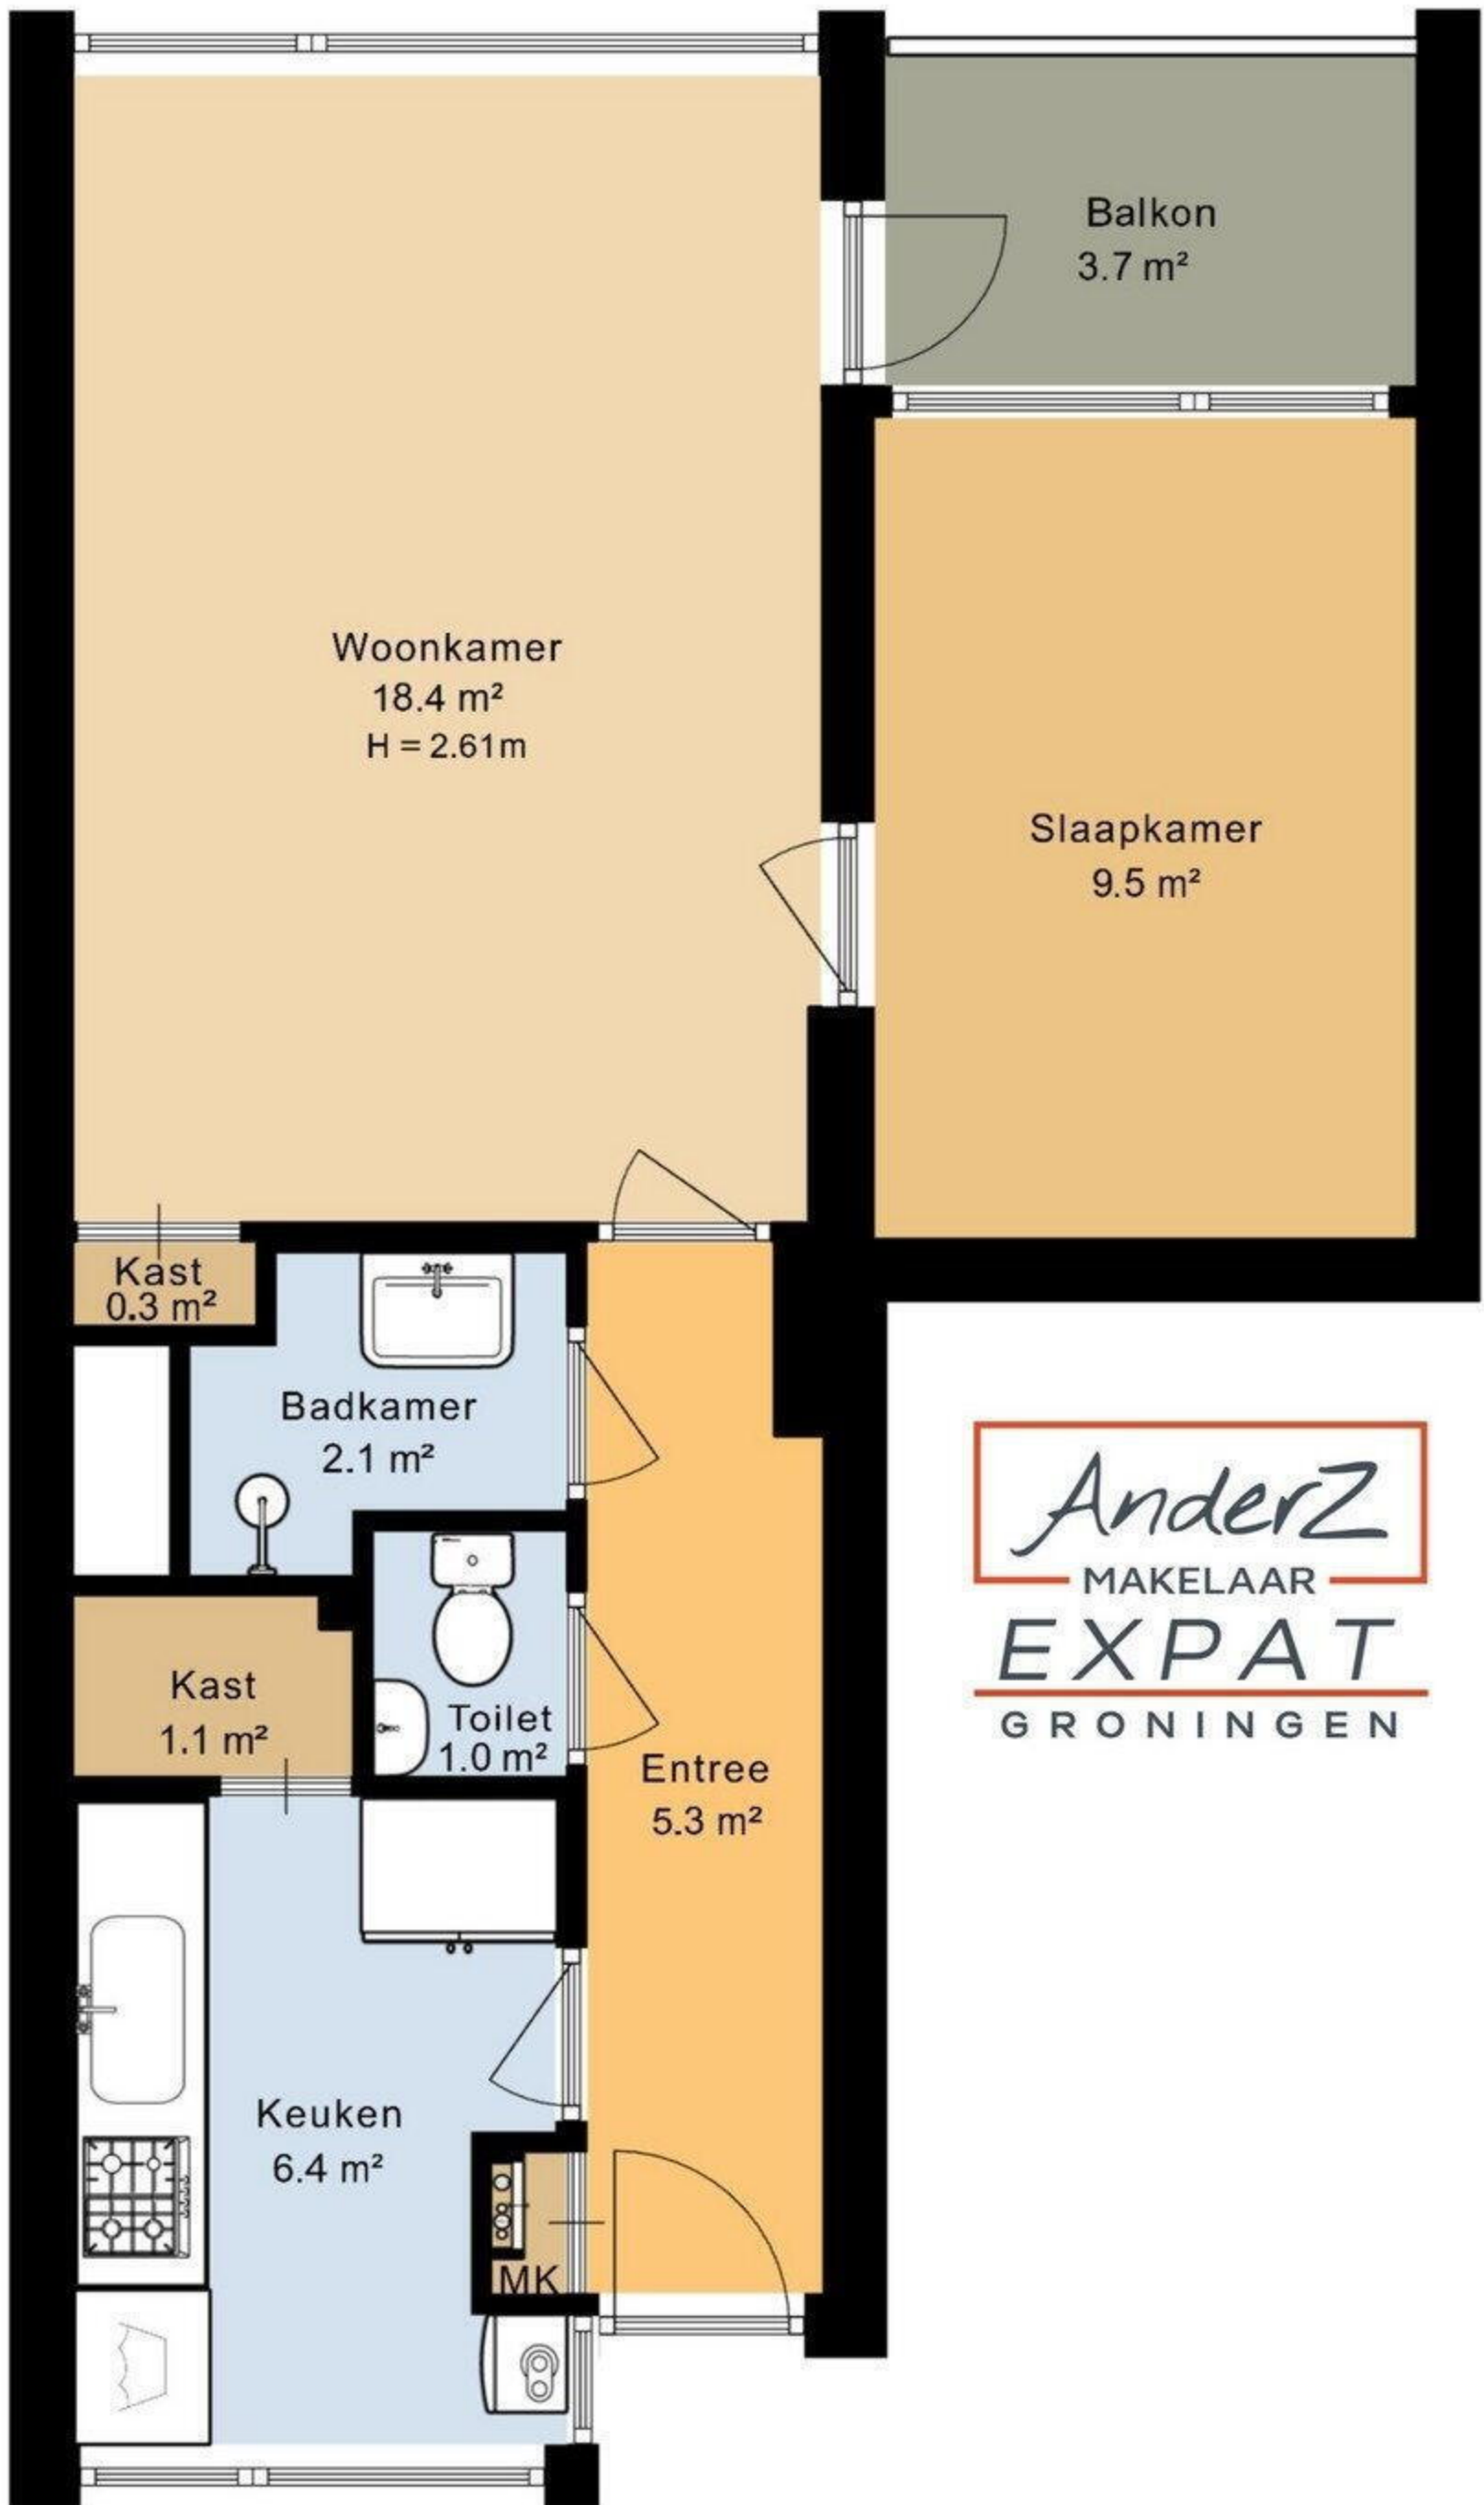 Balkon
3.7 m²
Woonkamer
18.4 m²
H = 2.61m
Slaapkamer
9.5 m²
Kast
0.3 m²
Badkamer
2.1 m²
Kast
1.1 m²
Toilet
1.0 m²
Entree
5.3 m²
Keuken
6.4 m²
MK
AnderZ
MAKELAAR
EXPAT
GRONINGEN